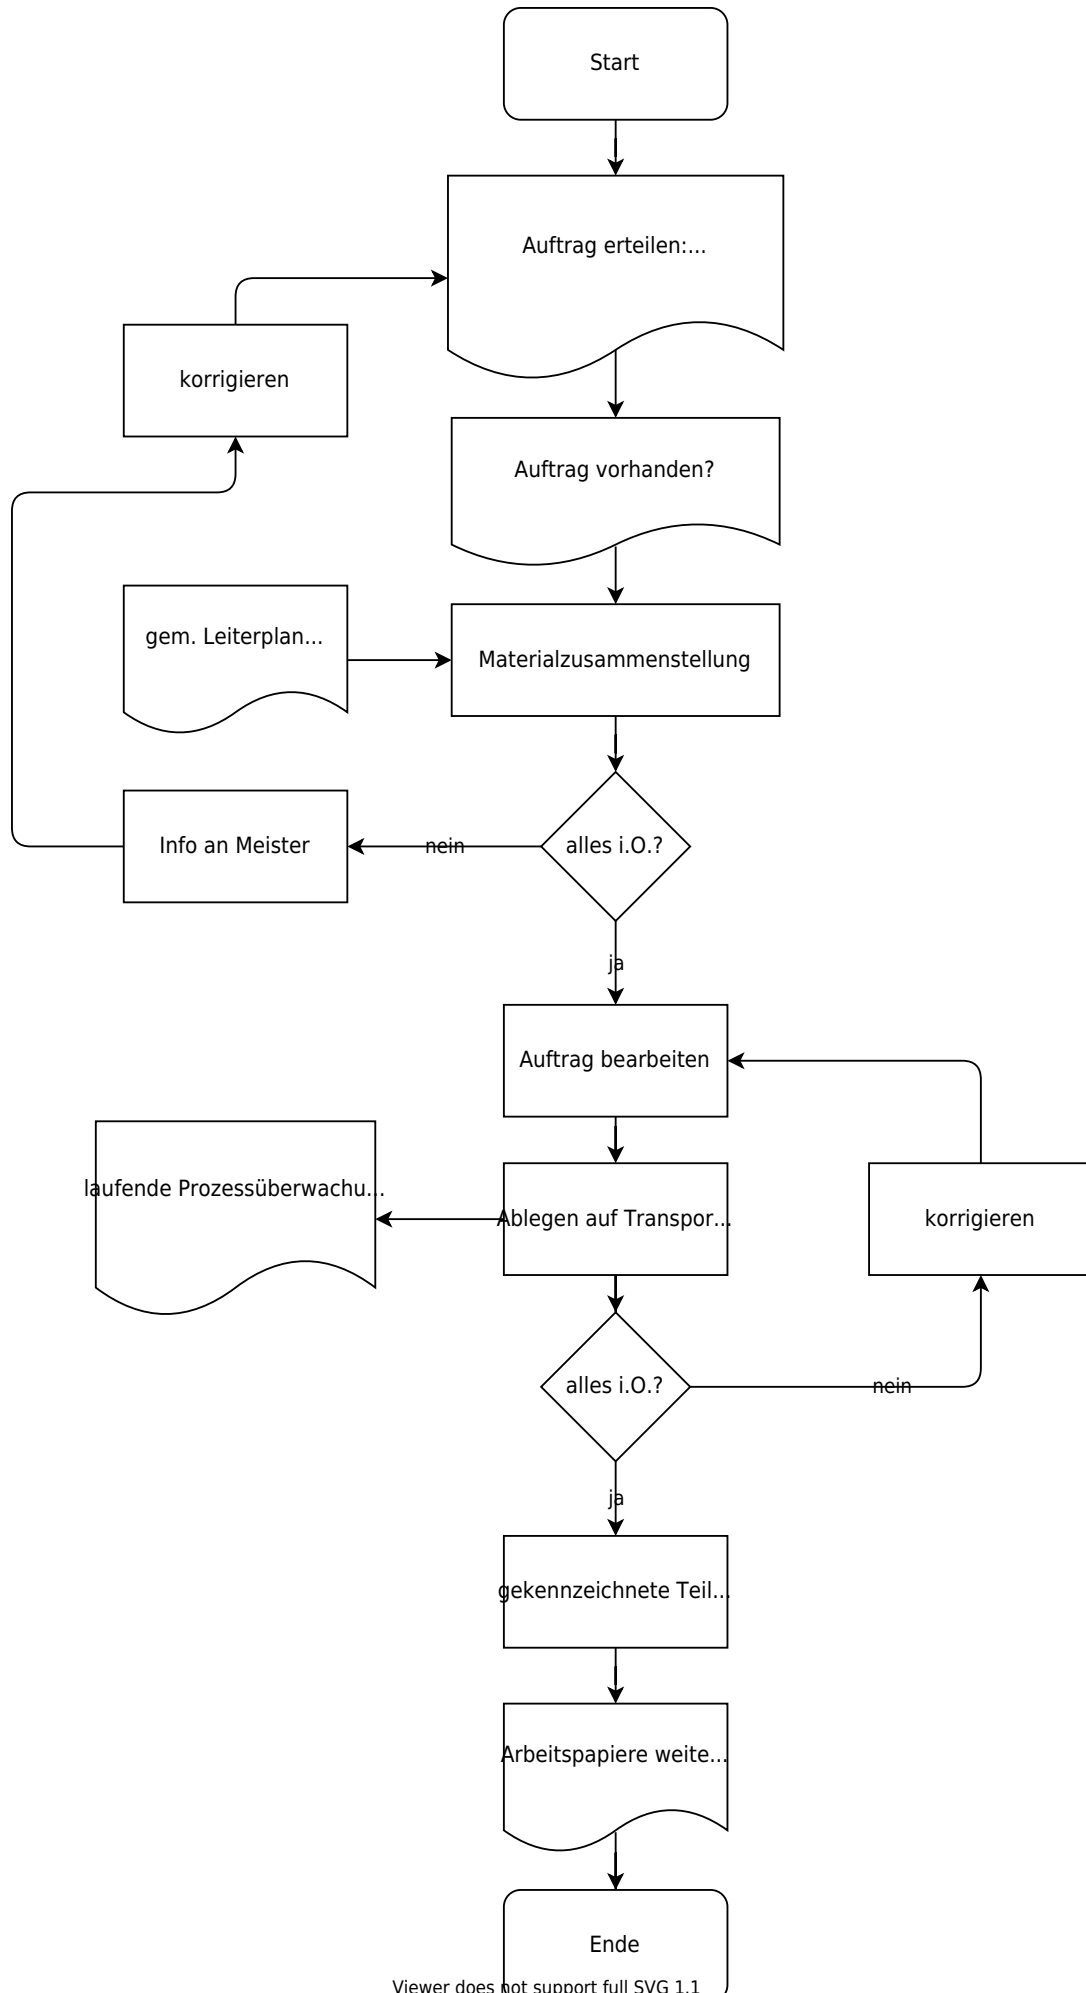 Start
Auftrag erteilen:...
korrigieren
Auftrag vorhanden?
gem. Leiterplan...
Materialzusammenstellung
Info an Meister
nein
alles i.O.?
ja
Auftrag bearbeiten
laufende Prozessüberwachu...
Ablegen auf Transpor...
korrigieren
alles i.O.?
nein
ja
gekennzeichnete Teil...
Arbeitspapiere weite...
Ende
Viewer does not support full SVG 1.1